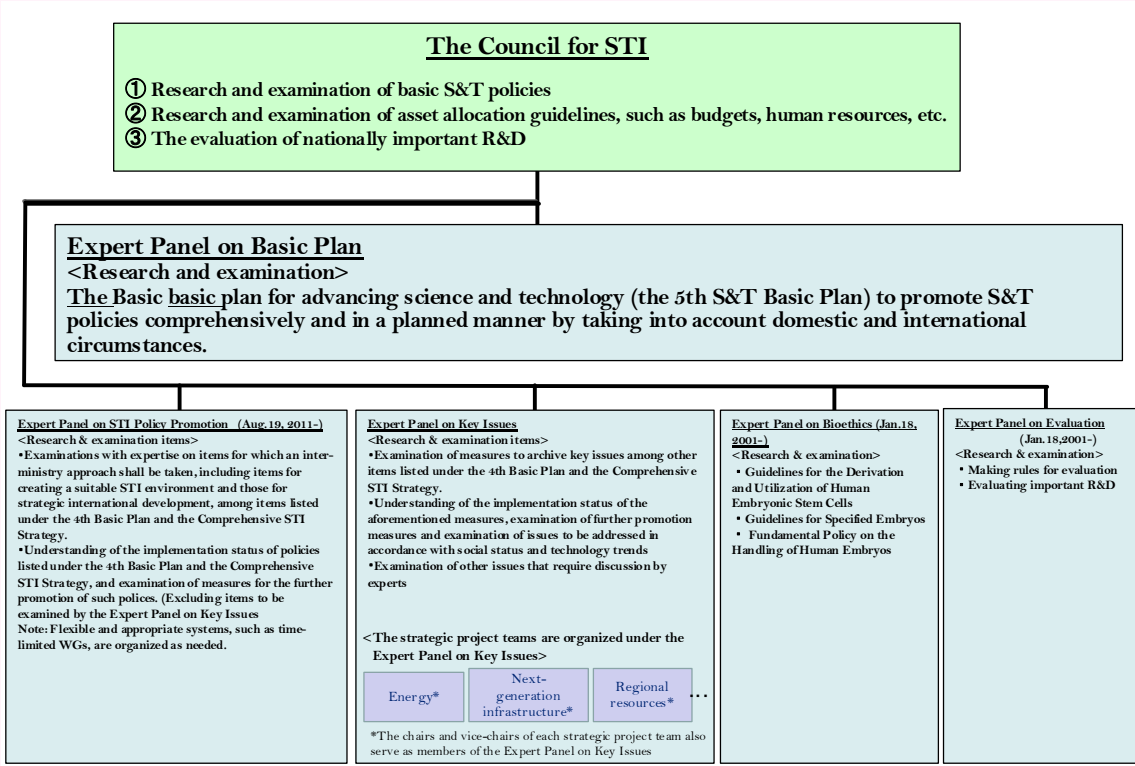 The Council for STI
① Research and examination of basic S&T policies
② Research and examination of asset allocation guidelines, such as budgets, human resources, etc.
③ The evaluation of nationally important R&D
Expert Panel on Basic Plan
<Research and examination>
The Basic basic plan for advancing science and technology (the 5th S&T Basic Plan) to promote S&T
policies comprehensively and in a planned manner by taking into account domestic and international
circumstances.
Expert Panel on STI Policy Promotion (Aug.19, 2011-)
<Research & examination items>
•Examinations with expertise on items for which an inter-
ministry approach shall be taken, including items for
creating a suitable STI environment and those for
strategic international development, among items listed
under the 4th Basic Plan and the Comprehensive STI
Strategy.
•Understanding of the implementation status of policies
listed under the 4th Basic Plan and the Comprehensive
STI Strategy, and examination of measures for the further
promotion of such polices. (Excluding items to be
examined by the Expert Panel on Key Issues
Note: Flexible and appropriate systems, such as time-
limited WGs, are organized as needed.
Expert Panel on Key Issues
<Research & examination items>
•Examination of measures to archive key issues among other
items listed under the 4th Basic Plan and the Comprehensive
STI Strategy.
•Understanding of the implementation status of the
aforementioned measures, examination of further promotion
measures and examination of issues to be addressed in
accordance with social status and technology trends
•Examination of other issues that require discussion by
experts
<The strategic project teams are organized under the
Expert Panel on Key Issues>
Energy*
Next-
generation
infrastructure*
Regional
resources*
...
*The chairs and vice-chairs of each strategic project team also
serve as members of the Expert Panel on Key Issues
Expert Panel on Bioethics (Jan.18,
2001-)
<Research & examination>
• Guidelines for the Derivation
and Utilization of Human
Embryonic Stem Cells
• Guidelines for Specified Embryos
• Fundamental Policy on the
Handling of Human Embryos
Expert Panel on Evaluation
(Jan.18,2001-)
<Research & examination>
• Making rules for evaluation
• Evaluating important R&D